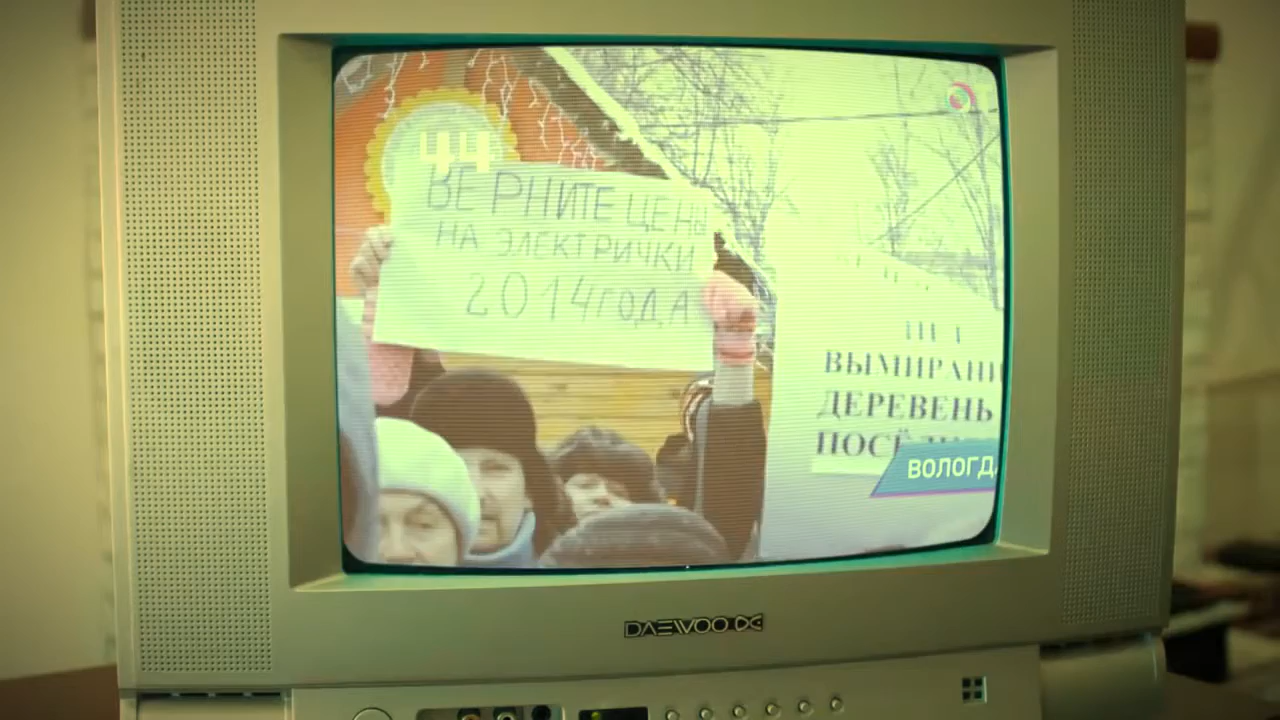 44
ВЕРНИТЕ ЦЕНЫ
НА ЭЛЕКТРИЧКИ
2014 ГОДА
ВЫМИРАНИ
ДЕРЕВЕНЬ
ВОЛОГД
DAEWOO